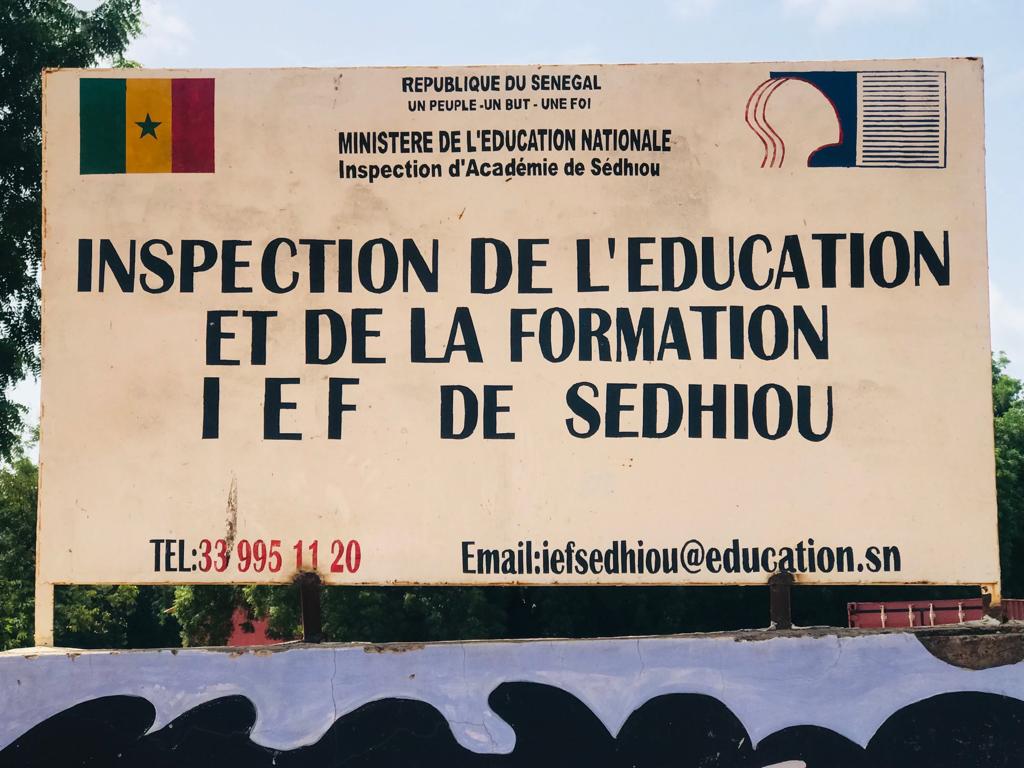 REPUBLIQUE DU SENEGAL
UN PEUPLE -UN BUT - UNE FOI
MINISTERE DE L'EDUCATION NATIONALE
Inspection d'Académie de Sédhiou
INSPECTION DE L'EDUCATION
ET DE LA FORMATION
I E F DE SEDHIOU
TEL:33 995 11 20
Email:iefsedhiou@education.sn